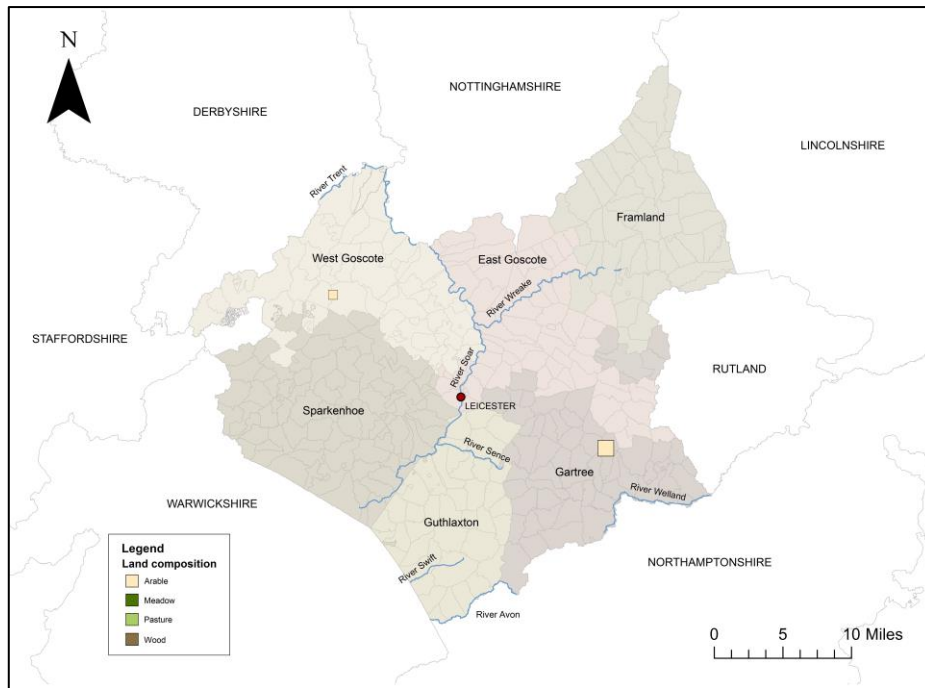 N
NOTTINGHAMSHIRE
DERBYSHIRE
LINCOLNSHIRE
River Trent
Framland
West Goscote
East Goscote
River Wreake
STAFFORDSHIRE
River Soar
RUTLAND
LEICESTER
Sparkenhoe
River Sence
Gartree
River Welland
WARWICKSHIRE
Guthlaxton
NORTHAMPTONSHIRE
River Swift
River Avon
Legend
Land composition
Arable
Meadow
Pasture
Wood
0 5 10 Miles